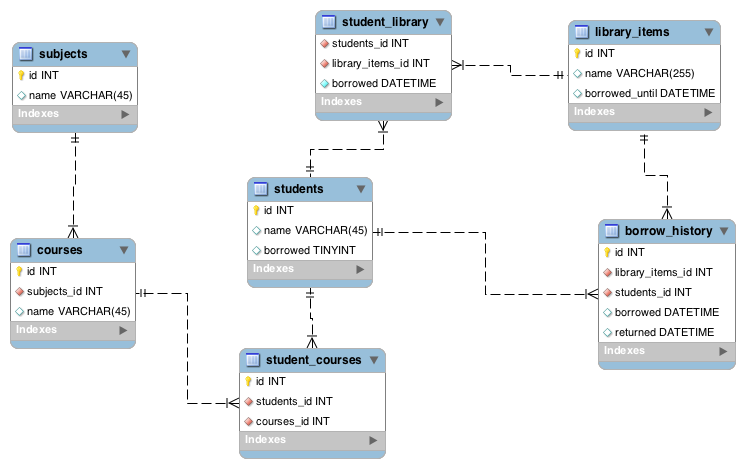 student_library
students_id INT
library_items_id INT
borrowed DATETIME
Indexes
library_items
id INT
name VARCHAR(255)
borrowed_until DATETIME
Indexes
subjects
id INT
name VARCHAR(45)
Indexes
students
id INT
name VARCHAR(45)
borrowed TINYINT
Indexes
borrow_history
id INT
library_items_id INT
students_id INT
borrowed DATETIME
returned DATETIME
Indexes
courses
id INT
subjects_id INT
name VARCHAR(45)
Indexes
student_courses
id INT
students_id INT
courses_id INT
Indexes